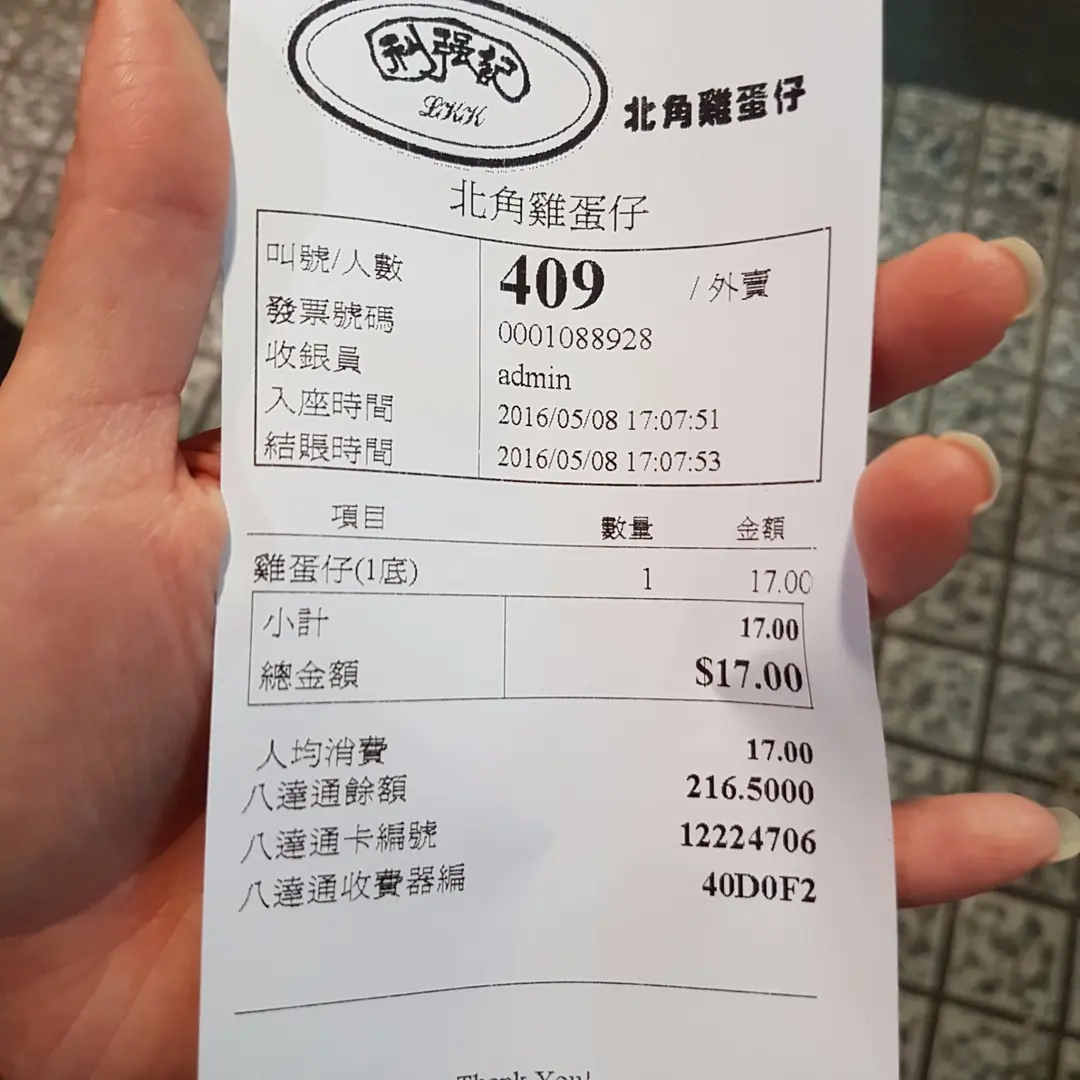 利強記
LKK
北角雞蛋仔
北角雞蛋仔
叫號/人數 409 / 外賣
發票號碼 0001088928
收銀員 admin
入座時間 2016/05/08 17:07:51
結賬時間 2016/05/08 17:07:53
項目 數量 金額
雞蛋仔(1底) 1 17.00
小計 17.00
總金額 $17.00
人均消費 17.00
八達通餘額 216.5000
八達通卡編號 12224706
八達通收費器編 40D0F2
Thank You!